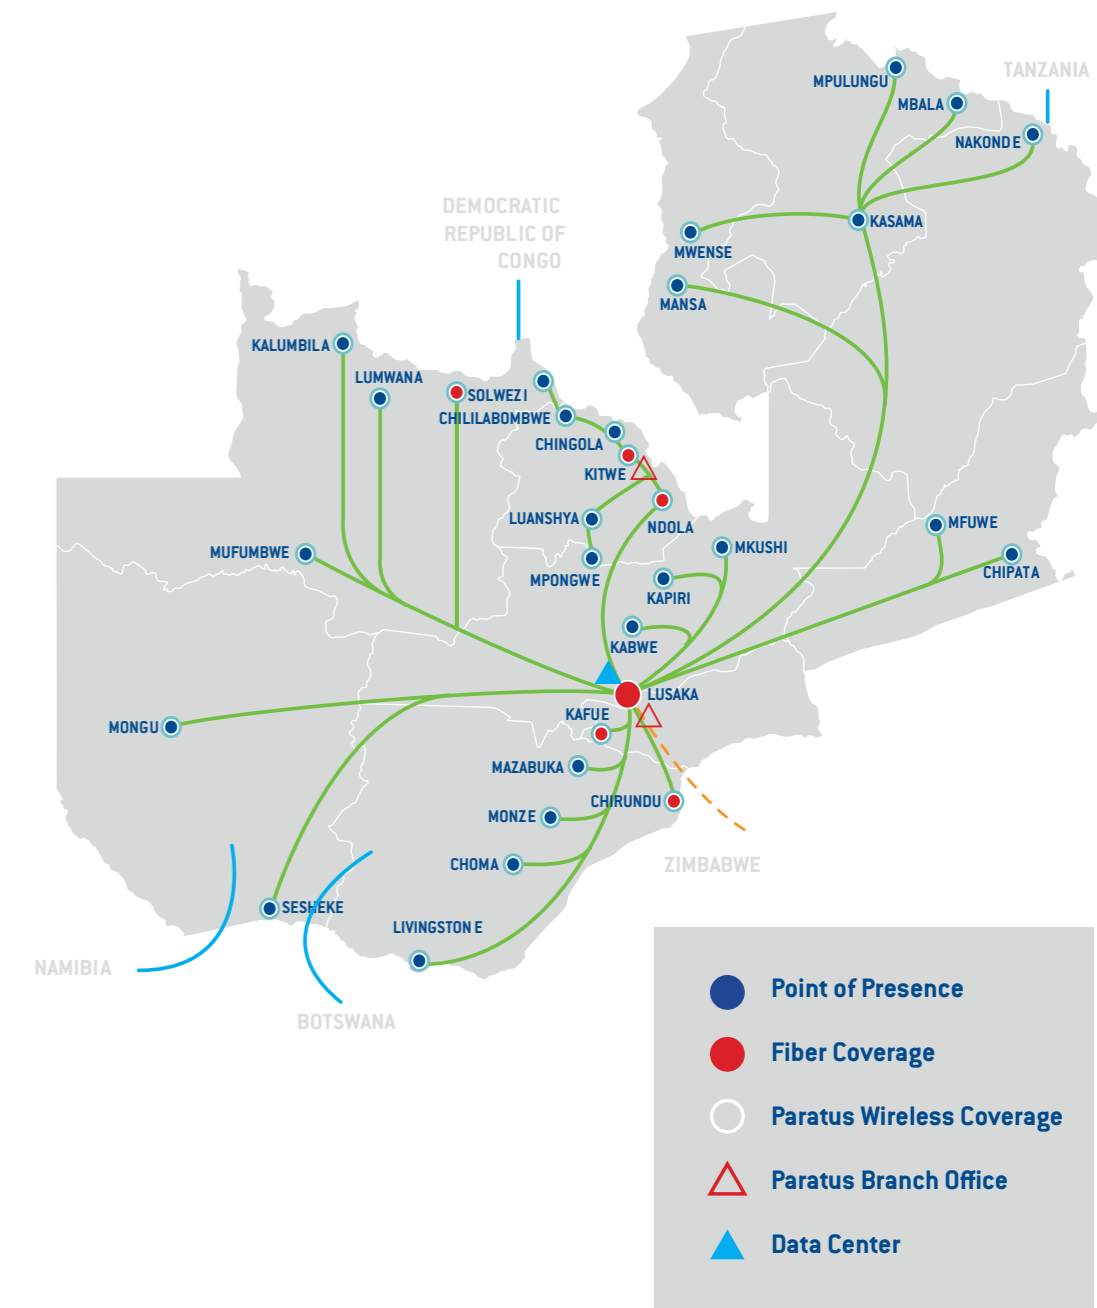 TANZANIA
MPULUNGU
MBALA
NAKONDE
DEMOCRATIC
REPUBLIC OF
CONGO
KASAMA
MWENSE
MANSA
KALUMBILA
LUMWANA
SOLWEZI
CHILILABOMBWE
CHINGOLA
KITWE
LUANSHYA
NDOLA
MFUWE
MUFUMBWE
MKUSHI
MPONGWE
CHIPATA
KAPIRI
KABWE
LUSAKA
KAFUE
MONGU
MAZABUKA
CHIRUNDU
MONZE
CHOMA
ZIMBABWE
SESHEKE
LIVINGSTONE
NAMIBIA
BOTSWANA
Point of Presence
Fiber Coverage
Paratus Wireless Coverage
Paratus Branch Office
Data Center